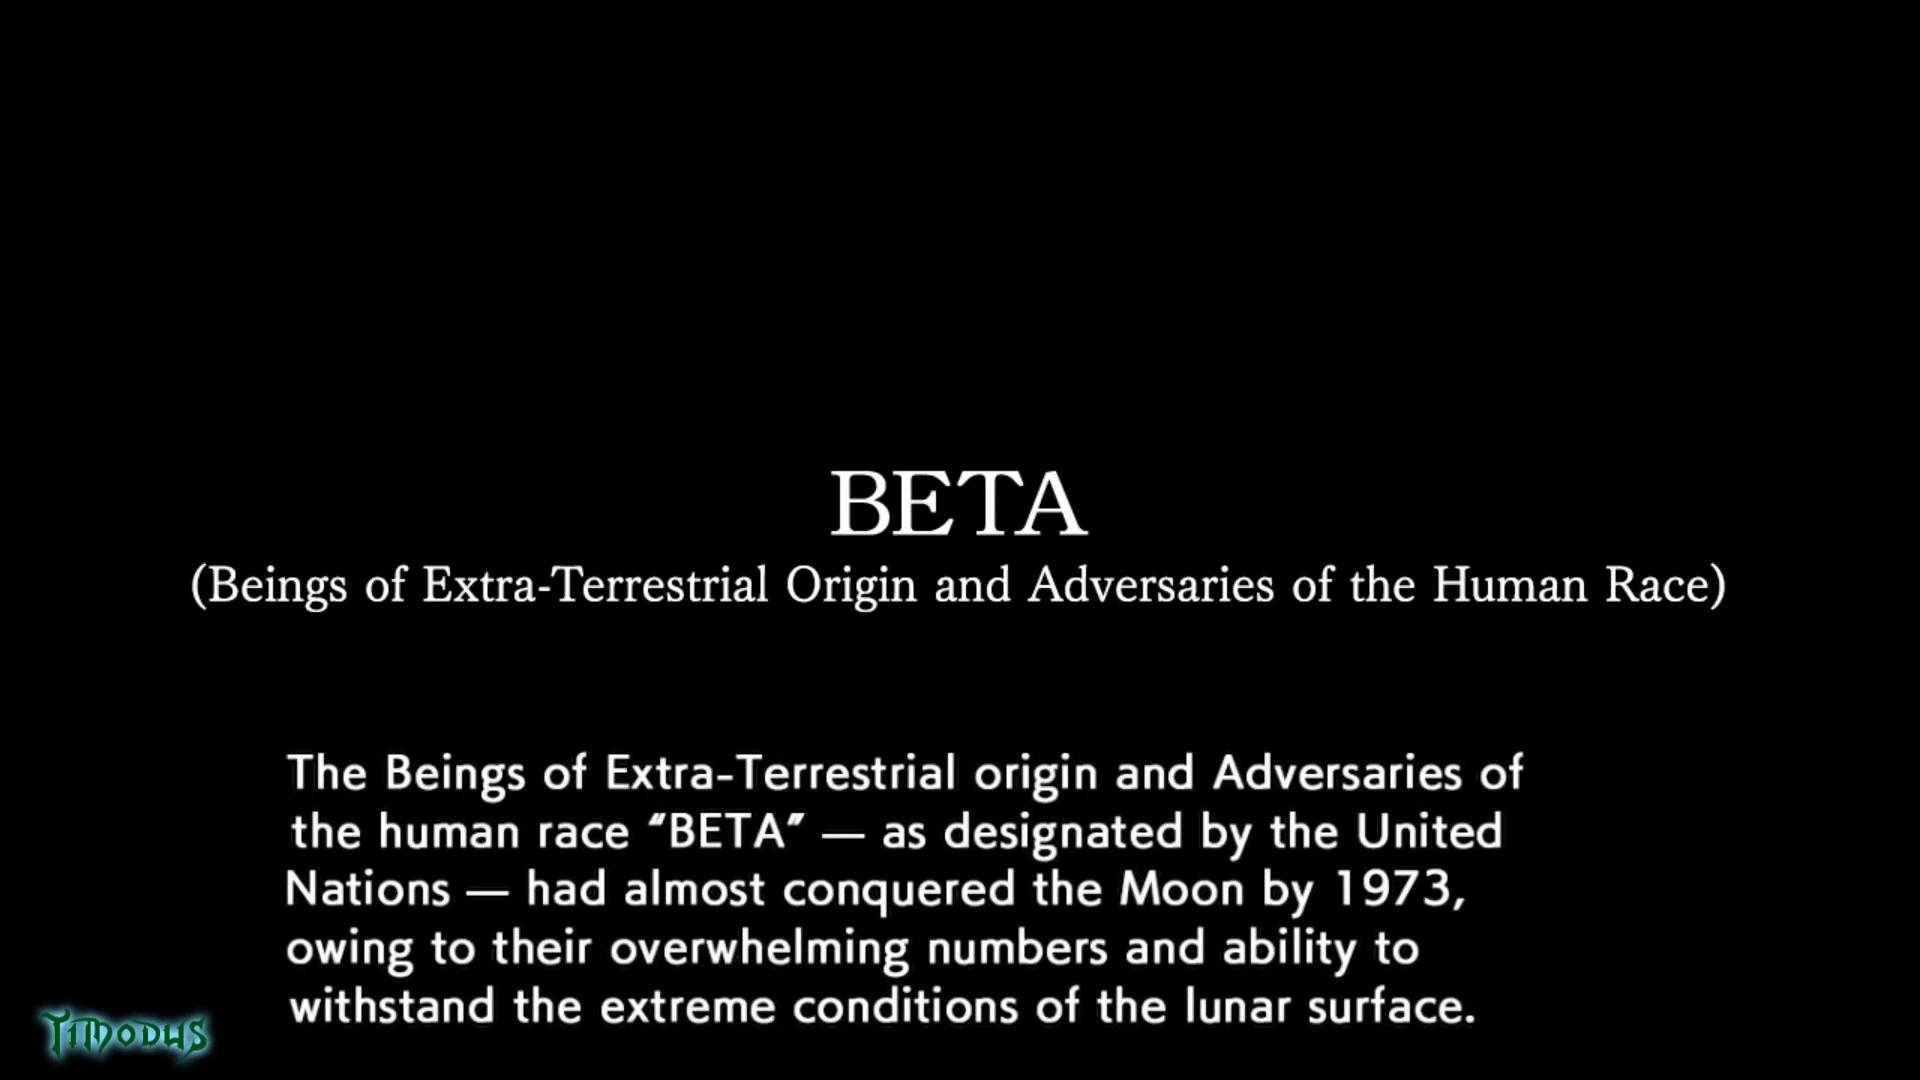 BETA
(Beings of Extra-Terrestrial Origin and Adversaries of the Human Race)
The Beings of Extra-Terrestrial origin and Adversaries of
the human race “BETA” — as designated by the United
Nations — had almost conquered the Moon by 1973,
owing to their overwhelming numbers and ability to
withstand the extreme conditions of the lunar surface.
TIMODUS